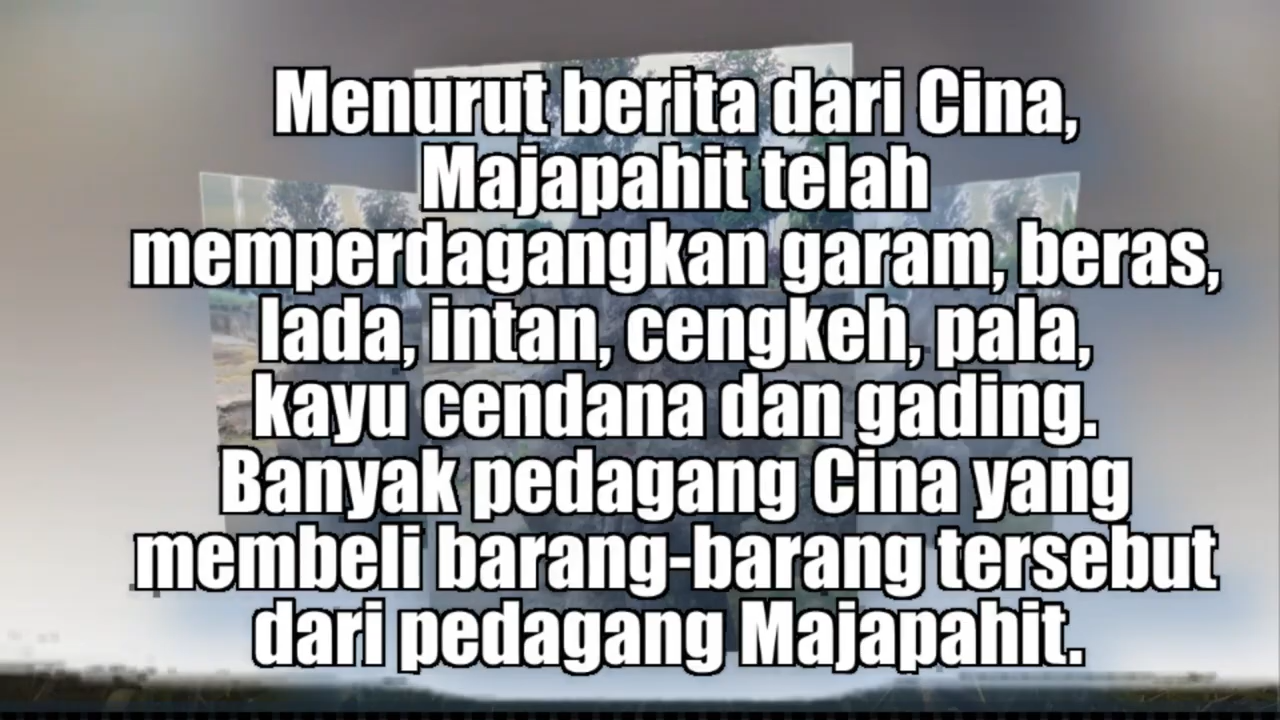 Menurut berita dari Cina,
Majapahit telah
memperdagangkan garam, beras,
lada, intan, cengkeh, pala,
kayu cendana dan gading.
Banyak pedagang Cina yang
membeli barang-barang tersebut
dari pedagang Majapahit.